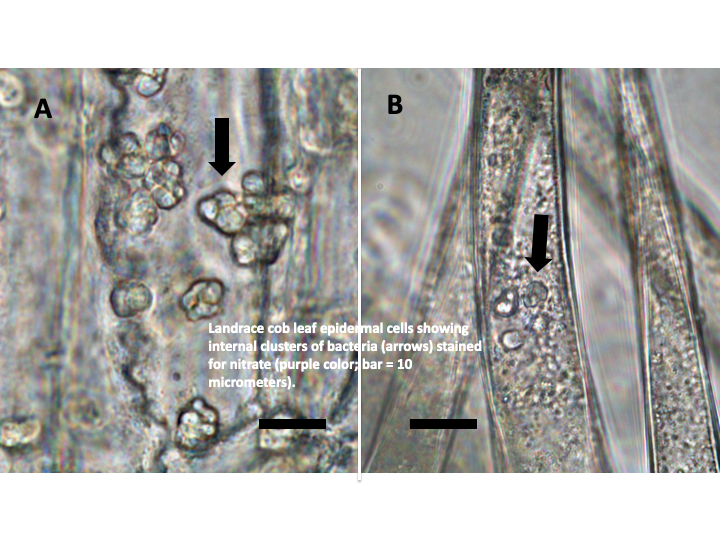 A
B
Landrace cob leaf epidermal cells showing
internal clusters of bacteria (arrows) stained
for nitrate (purple color; bar = 10
micrometers).